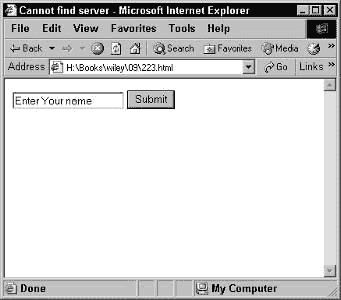 Cannot find server - Microsoft Internet Explorer
File Edit View Favorites Tools Help
Back Search Favorites Media
Address H:\Books\wiley\09\223.html Go Links
Enter Your name Submit
Done My Computer